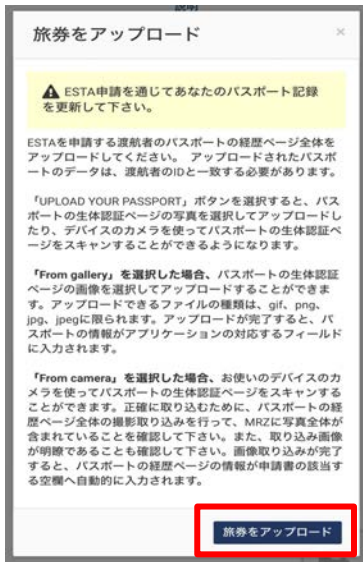 説明
旅券をアップロード ×
ESTA申請を通じてあなたのパスポート記録
を更新して下さい。
ESTAを申請する渡航者のパスポートの経歴ページ全体を
アップロードしてください。 アップロードされたパスポ
ートのデータは、渡航者のIDと一致する必要があります。
「UPLOAD YOUR PASSPORT」ボタンを選択すると、パス
ポートの生体認証ページの写真を選択してアップロードし
たり、デバイスのカメラを使ってパスポートの生体認証ペ
ージをスキャンすることができるようになります。
「From gallery」を選択した場合、パスポートの生体認証
ページの画像を選択してアップロードすることができま
す。アップロードできるファイルの種類は、gif、png、
jpg、jpegに限られます。アップロードが完了すると、パ
スポートの情報がアプリケーションの対応するフィールド
に入力されます。
「From camera」を選択した場合、お使いのデバイスのカ
メラを使ってパスポートの生体認証ページをスキャンする
ことができます。正確に取り込むために、パスポートの経
歴ページ全体の撮影取り込みを行って、MRZに写真全体が
含まれていることを確認して下さい。また、取り込み画像
が明瞭であることも確認して下さい。画像取り込みが完了
すると、パスポートの経歴ページの情報が申請書の該当す
る空欄へ自動的に入力されます。
旅券をアップロード